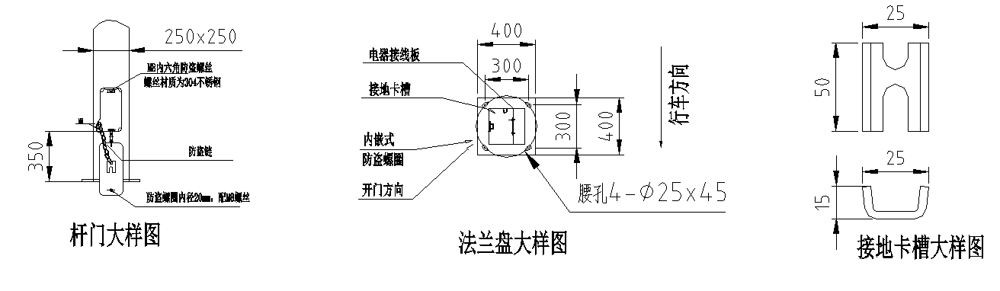 250x250
M8内六角防盗螺丝
螺丝材质为304不锈钢
M8
350
防盗链
防盗螺圈内径20mm，配M8螺丝
杆门大样图
400
电器接线板
300
接地卡槽
300
400
行车方向
内嵌式
防盗螺圈
开门方向
腰孔4-Φ25x45
法兰盘大样图
25
50
25
15
接地卡槽大样图